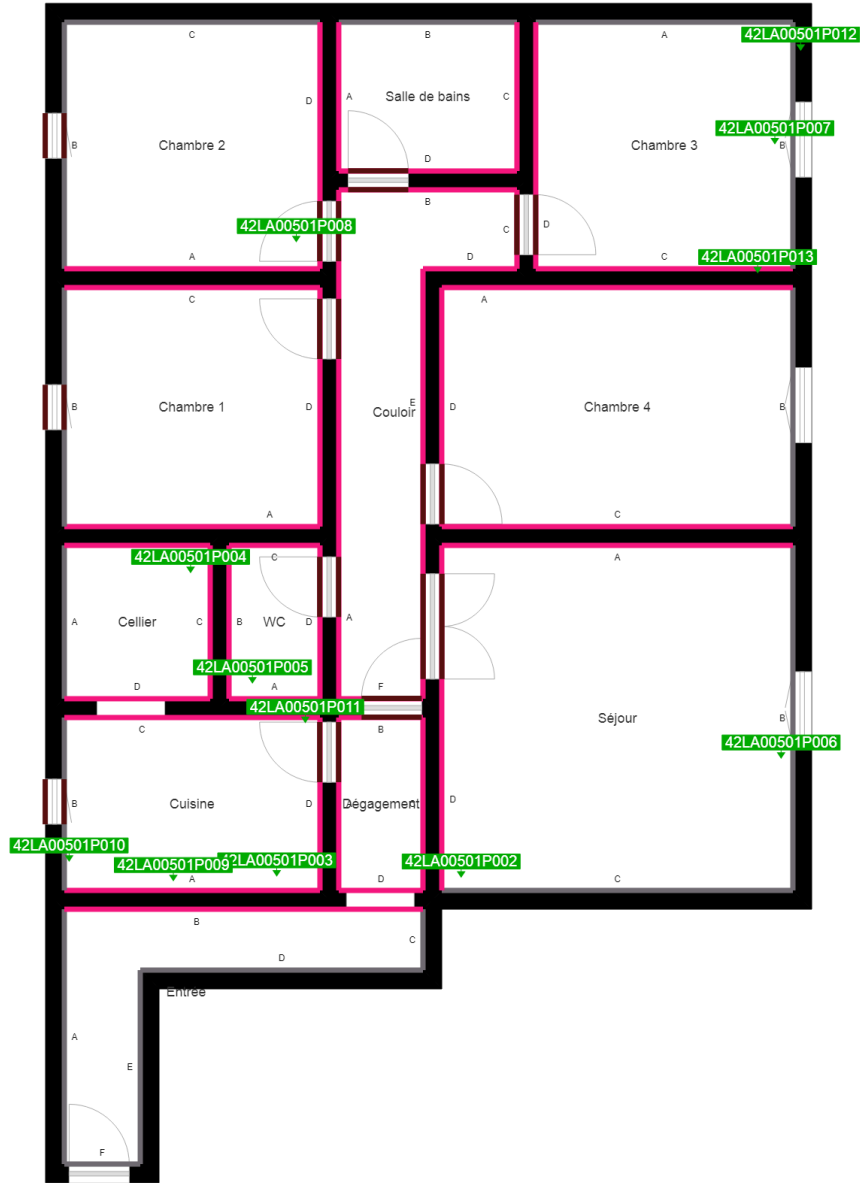 42LA00501P012
C
B
A
Salle de bains
D
A
C
42LA00501P007
B
Chambre 2
Chambre 3
B
D
B
42LA00501P008
C
D
A
D
C
42LA00501P013
C
A
B
Chambre 1
D
E
Couloir
D
Chambre 4
B
A
C
42LA00501P004
C
A
A
Cellier
C
B
WC
D
A
42LA00501P005
D
A
F
42LA00501P011
C
B
Séjour
B
42LA00501P006
B
Cuisine
D
A
Dégagement
C
D
42LA00501P010
42LA00501P009
42LA00501P003
42LA00501P002
A
D
C
B
C
D
Entrée
A
E
F